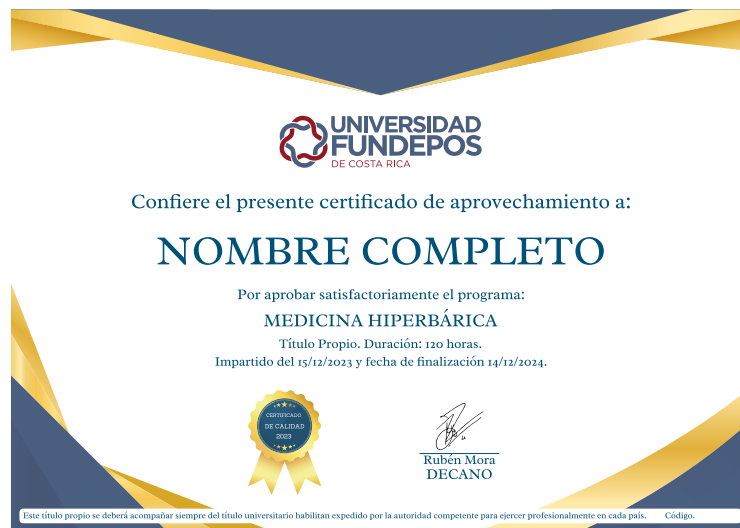 UNIVERSIDAD
FUNDEPOS
DE COSTA RICA
Confiere el presente certificado de aprovechamiento a:
NOMBRE COMPLETO
Por aprobar satisfactoriamente el programa:
MEDICINA HIPERBÁRICA
Título Propio. Duración: 120 horas.
Impartido del 15/12/2023 y fecha de finalización 14/12/2024.
CERTIFICADO
DE CALIDAD
2023
Rubén Mora
DECANO
Este título propio se deberá acompañar siempre del título universitario habilitan expedido por la autoridad competente para ejercer profesionalmente en cada país. Código.